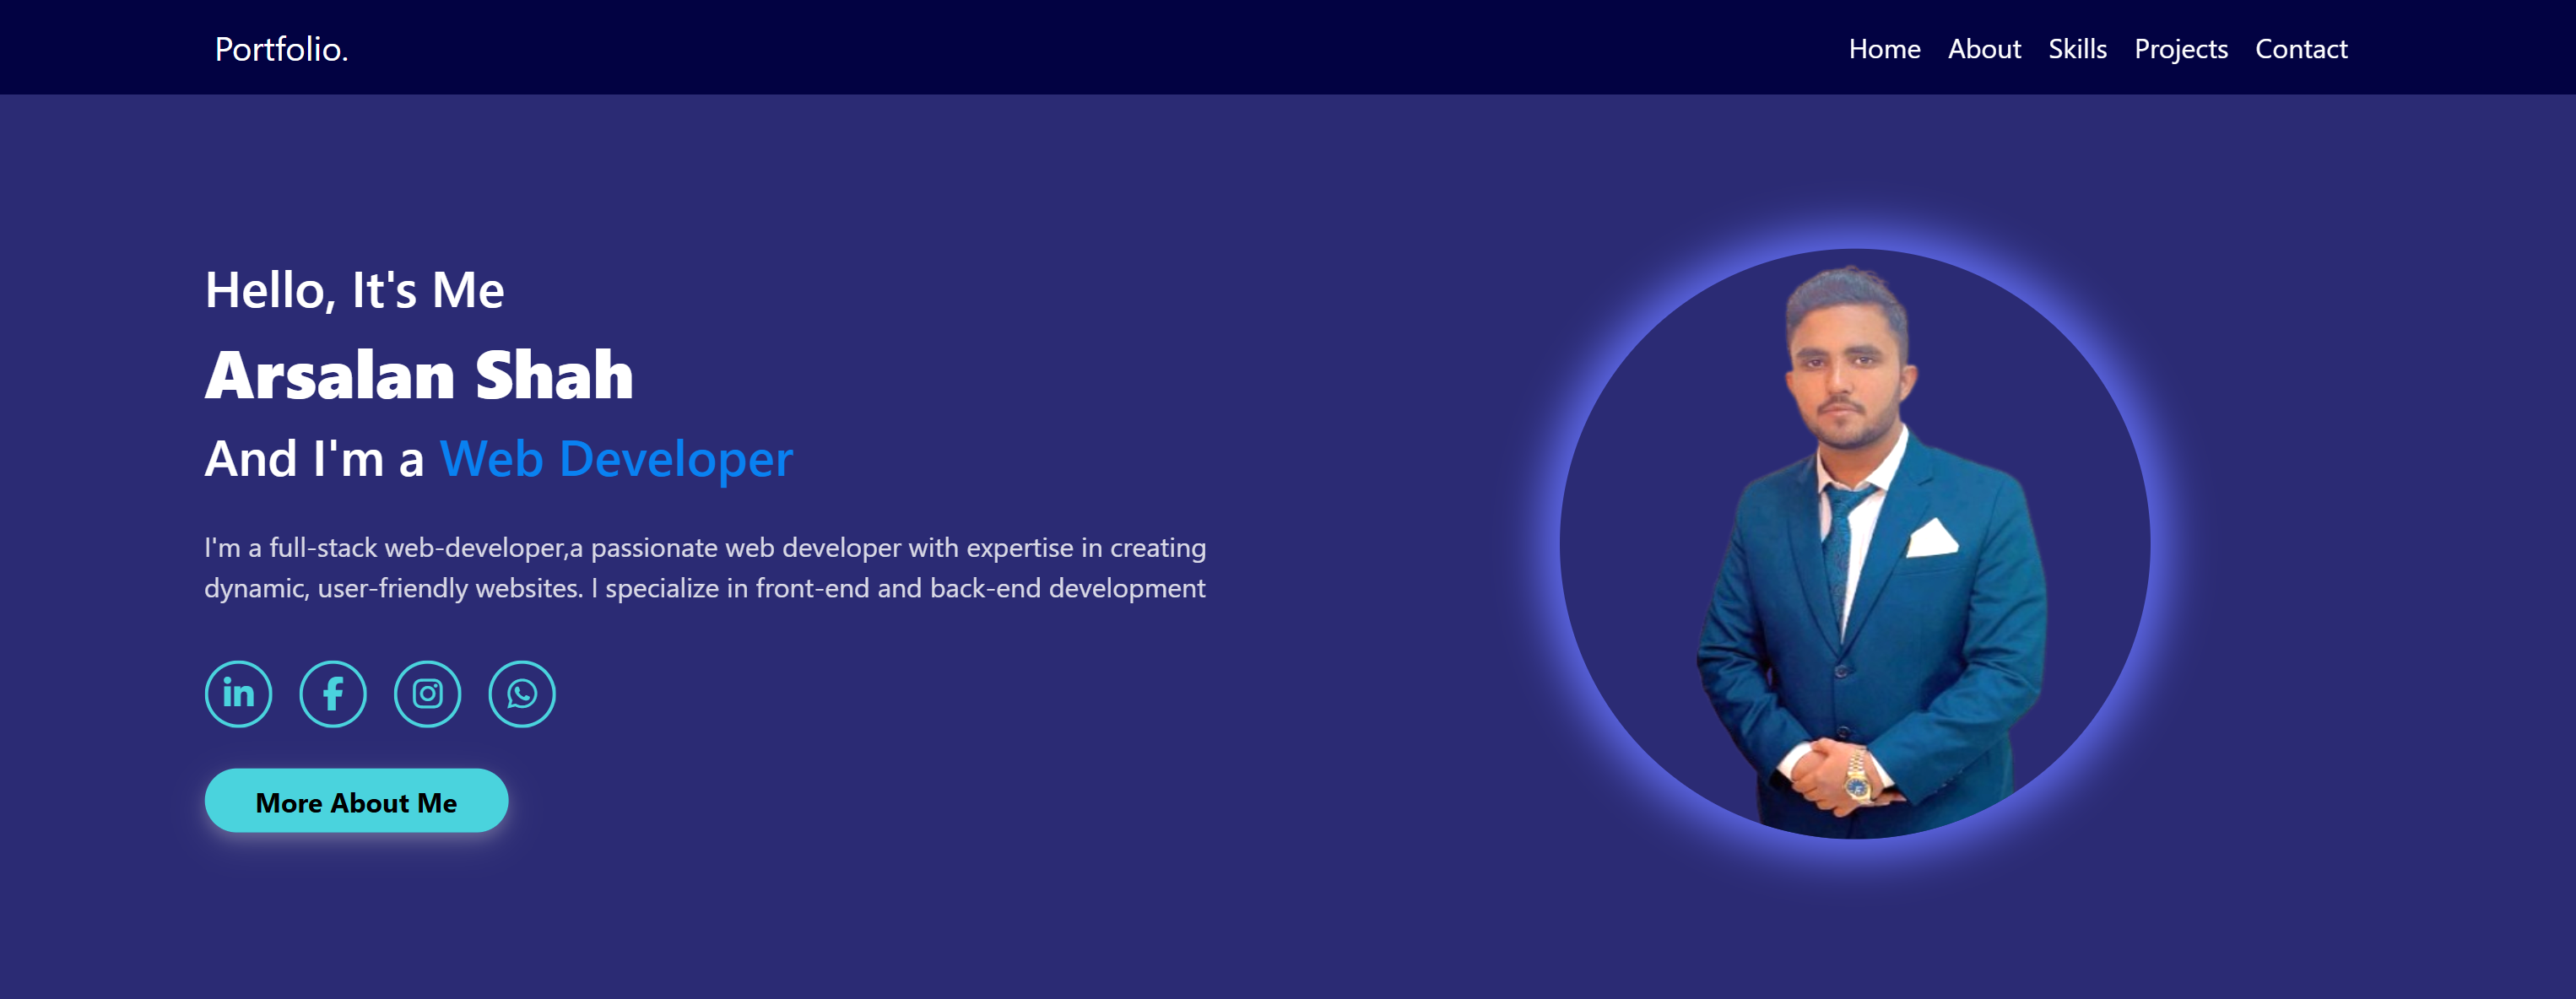 Portfolio.
Home About Skills Projects Contact
Hello, It's Me
Arsalan Shah
And I'm a Web Developer
I'm a full-stack web-developer,a passionate web developer with expertise in creating
dynamic, user-friendly websites. I specialize in front-end and back-end development
in
f
More About Me